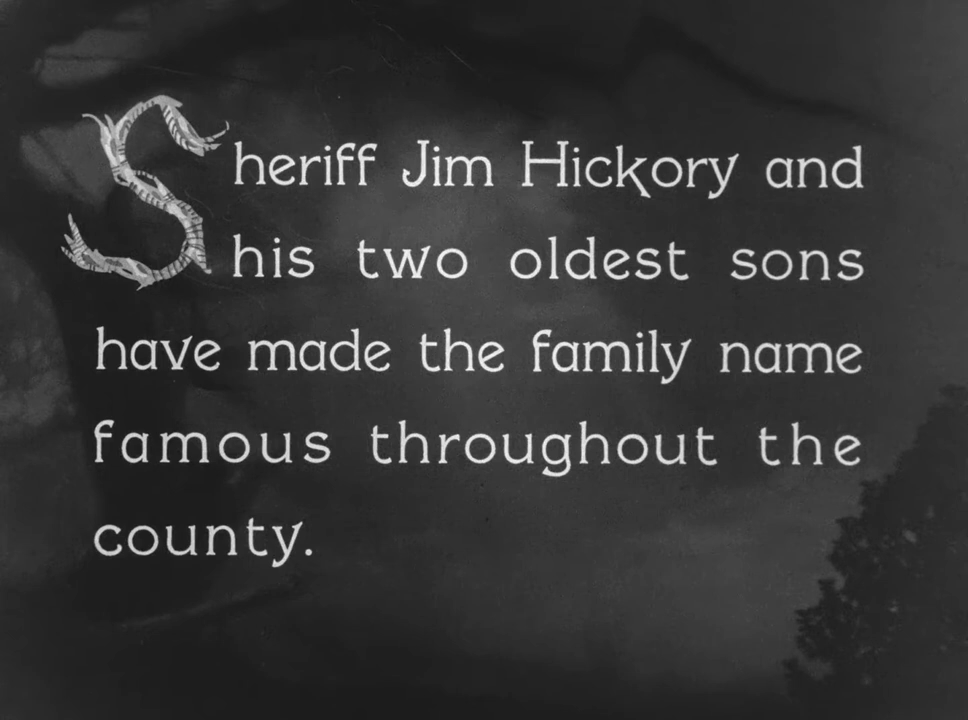 Sheriff Jim Hickory and
his two oldest sons
have made the family name
famous throughout the
county.